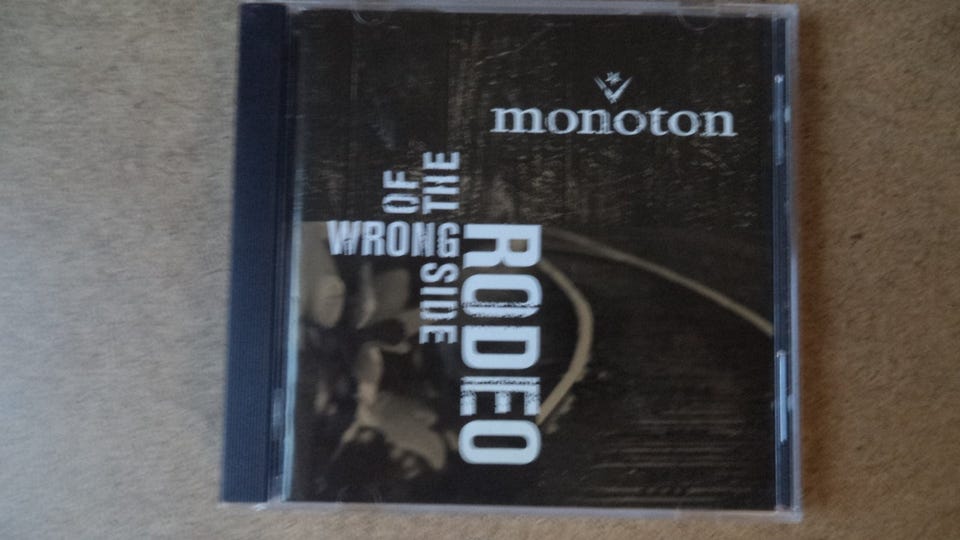 monoton
WRONG
SIDE
OF
THE
RODEO